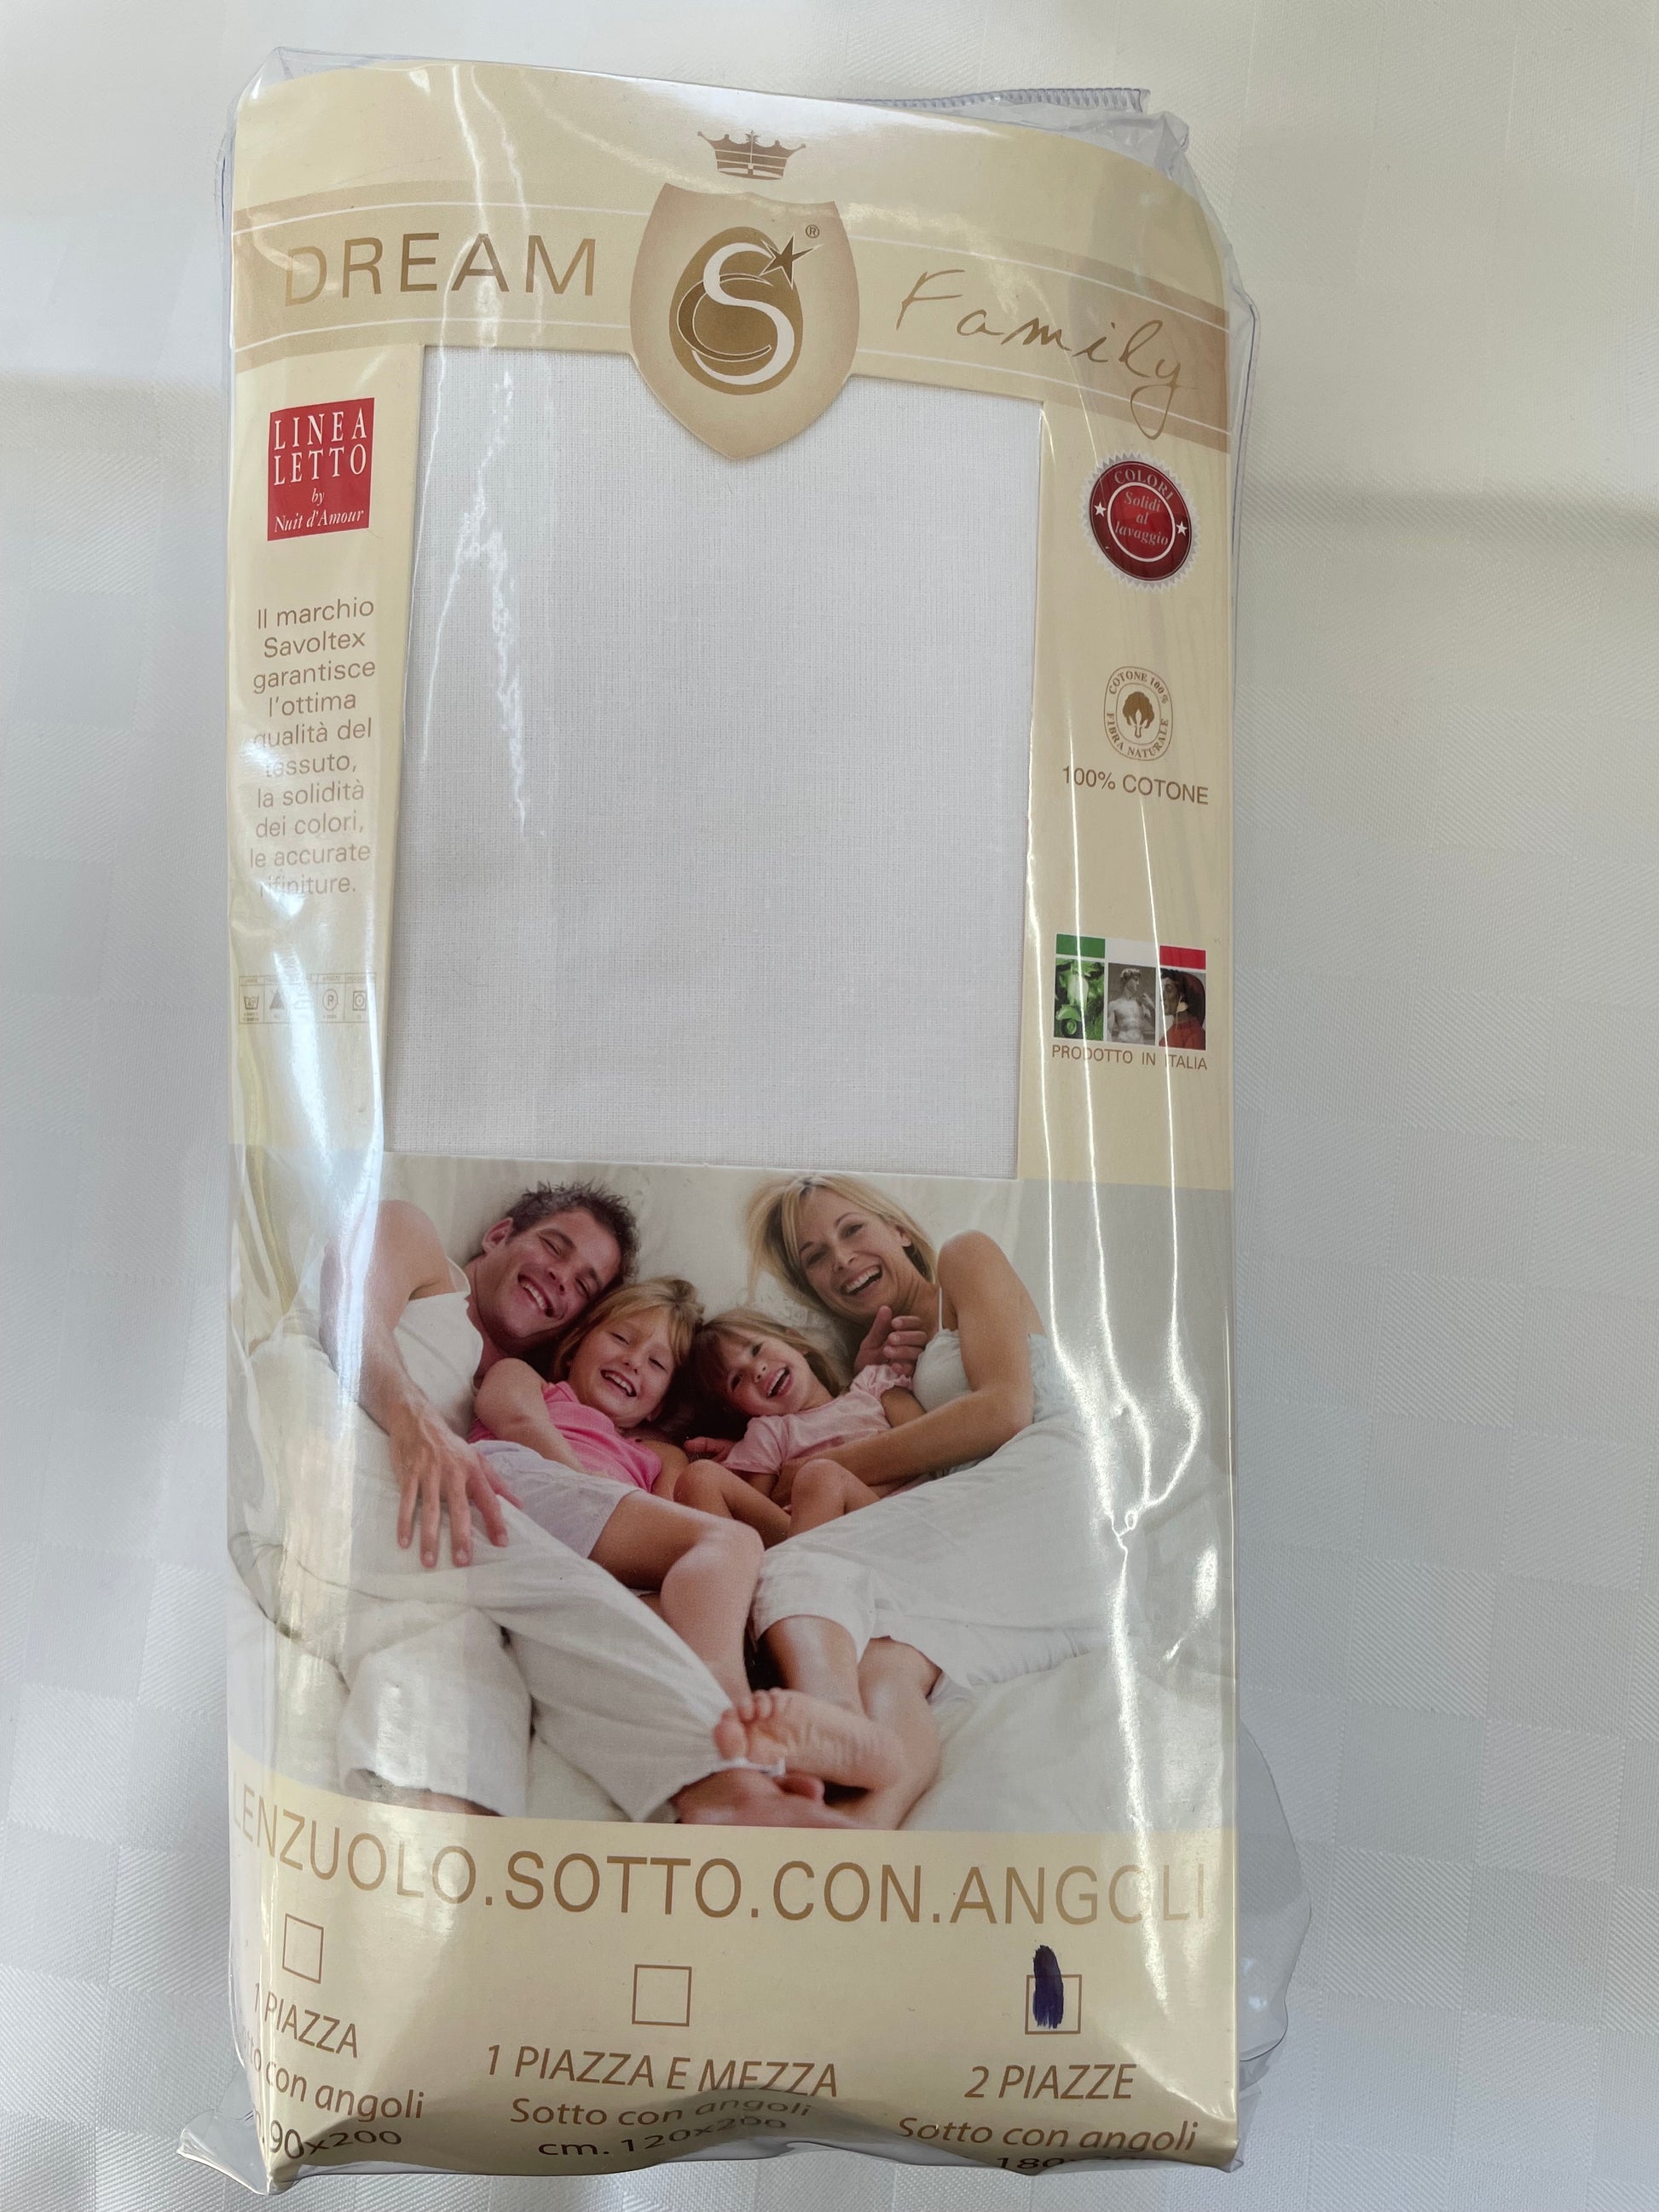 DREAM
S
®
Family
LINEA
LETTO
by
Nuit d'Amour
COLORI
Solidi
al
lavaggio
Il marchio
Savoltex
garantisce
l'ottima
qualità del
tessuto,
la solidità
dei colori,
le accurate
rifiniture.
COTONE 100%
FIBRA NATURALE
100% COTONE
PRODOTTO IN ITALIA
LENZUOLO.SOTTO.CON.ANGOLI
1 PIAZZA
con angoli
90x200
1 PIAZZA E MEZZA
Sotto con angoli
cm. 120x200
2 PIAZZE
Sotto con angoli